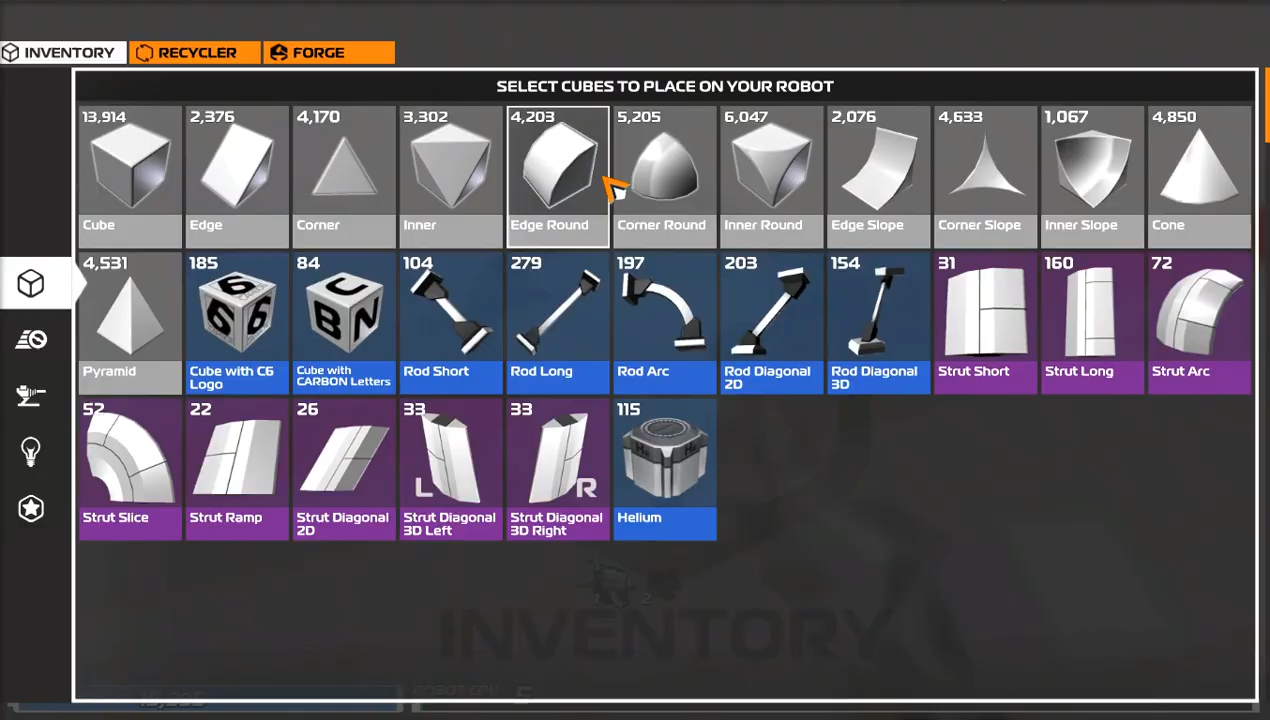 INVENTORY RECYCLER FORGE
SELECT CUBES TO PLACE ON YOUR ROBOT
13,914 2,376 4,170 3,302 4,203 5,205 6,047 2,076 4,633 1,067 4,850
Cube Edge Corner Inner Edge Round Corner Round Inner Round Edge Slope Corner Slope Inner Slope Cone
4,531 185 84 104 279 197 203 154 31 160 72
6 6 6 C B N
Pyramid Cube with C6 Logo Cube with CARBON Letters Rod Short Rod Long Rod Arc Rod Diagonal 2D Rod Diagonal 3D Strut Short Strut Long Strut Arc
52 22 26 33 33 115
L R
Strut Slice Strut Ramp Strut Diagonal 2D Strut Diagonal 3D Left Strut Diagonal 3D Right Helium
2
INVENTORY